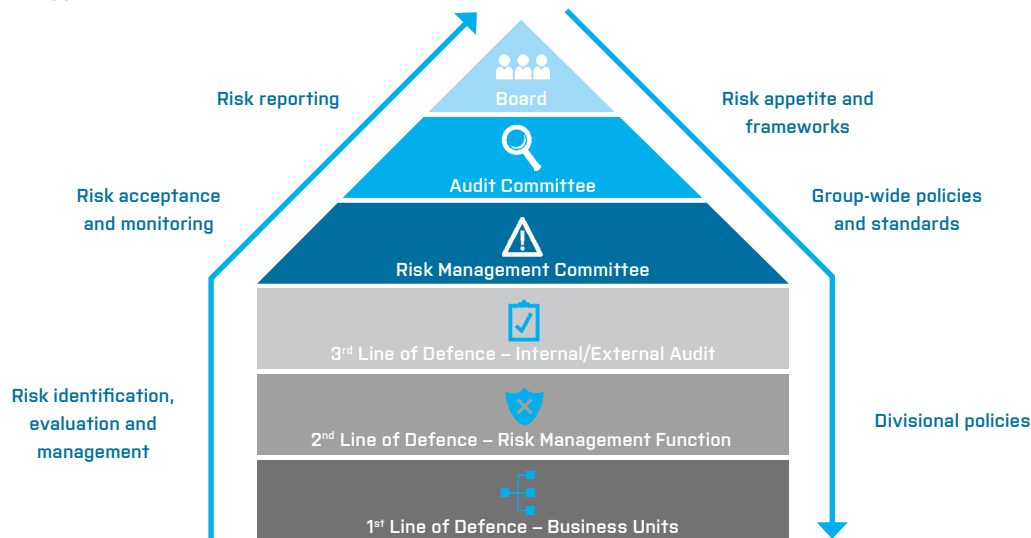 Board
Audit Committee
Risk Management Committee
3rd Line of Defence – Internal/External Audit
2nd Line of Defence – Risk Management Function
1st Line of Defence – Business Units
Risk reporting
Risk acceptance
and monitoring
Risk identification,
evaluation and
management
Risk appetite and
frameworks
Group-wide policies
and standards
Divisional policies